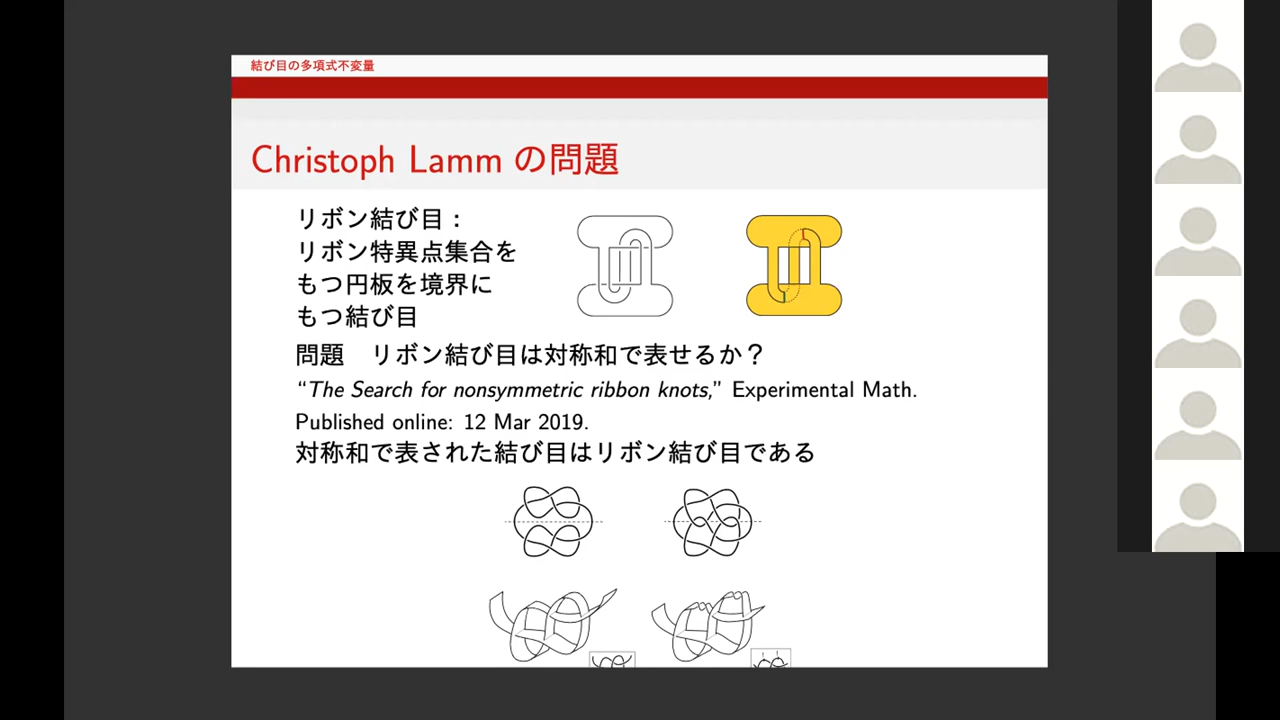 結び目の多項式不変量
Christoph Lamm の問題
リボン結び目：
リボン特異点集合を
もつ円板を境界に
もつ結び目
問題　リボン結び目は対称和で表せるか？
“The Search for nonsymmetric ribbon knots,” Experimental Math.
Published online: 12 Mar 2019.
対称和で表された結び目はリボン結び目である